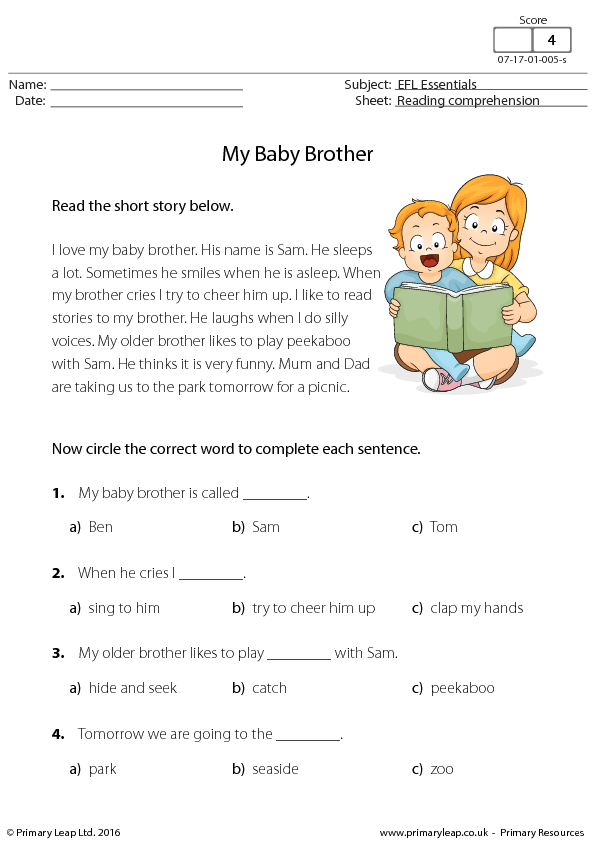 Score
4
07-17-01-005-s
Name: Subject: EFL Essentials
Date: Sheet: Reading comprehension
My Baby Brother
Read the short story below.
I love my baby brother. His name is Sam. He sleeps
a lot. Sometimes he smiles when he is asleep. When
my brother cries I try to cheer him up. I like to read
stories to my brother. He laughs when I do silly
voices. My older brother likes to play peekaboo
with Sam. He thinks it is very funny. Mum and Dad
are taking us to the park tomorrow for a picnic.
Now circle the correct word to complete each sentence.
1. My baby brother is called ________.
a) Ben b) Sam c) Tom
2. When he cries I ________.
a) sing to him b) try to cheer him up c) clap my hands
3. My older brother likes to play ________ with Sam.
a) hide and seek b) catch c) peekaboo
4. Tomorrow we are going to the ________.
a) park b) seaside c) zoo
© Primary Leap Ltd. 2016 www.primaryleap.co.uk - Primary Resources